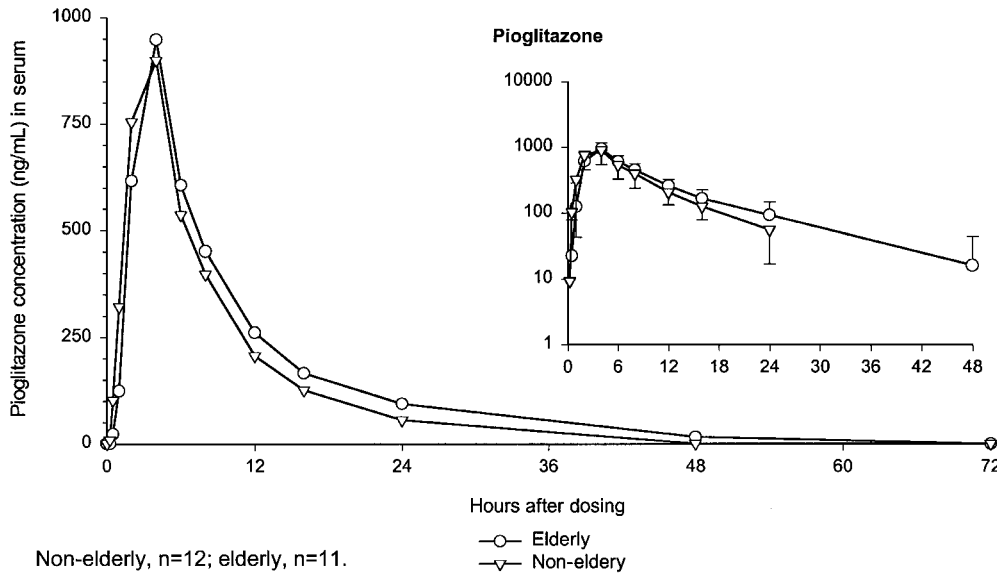 Pioglitazone concentration (ng/mL) in serum
1000
750
500
250
0
0 12 24 36 48 60 72
Hours after dosing
Pioglitazone
10000
1000
100
10
1
0 6 12 18 24 30 36 42 48
Elderly
Non-eldery
Non-elderly, n=12; elderly, n=11.